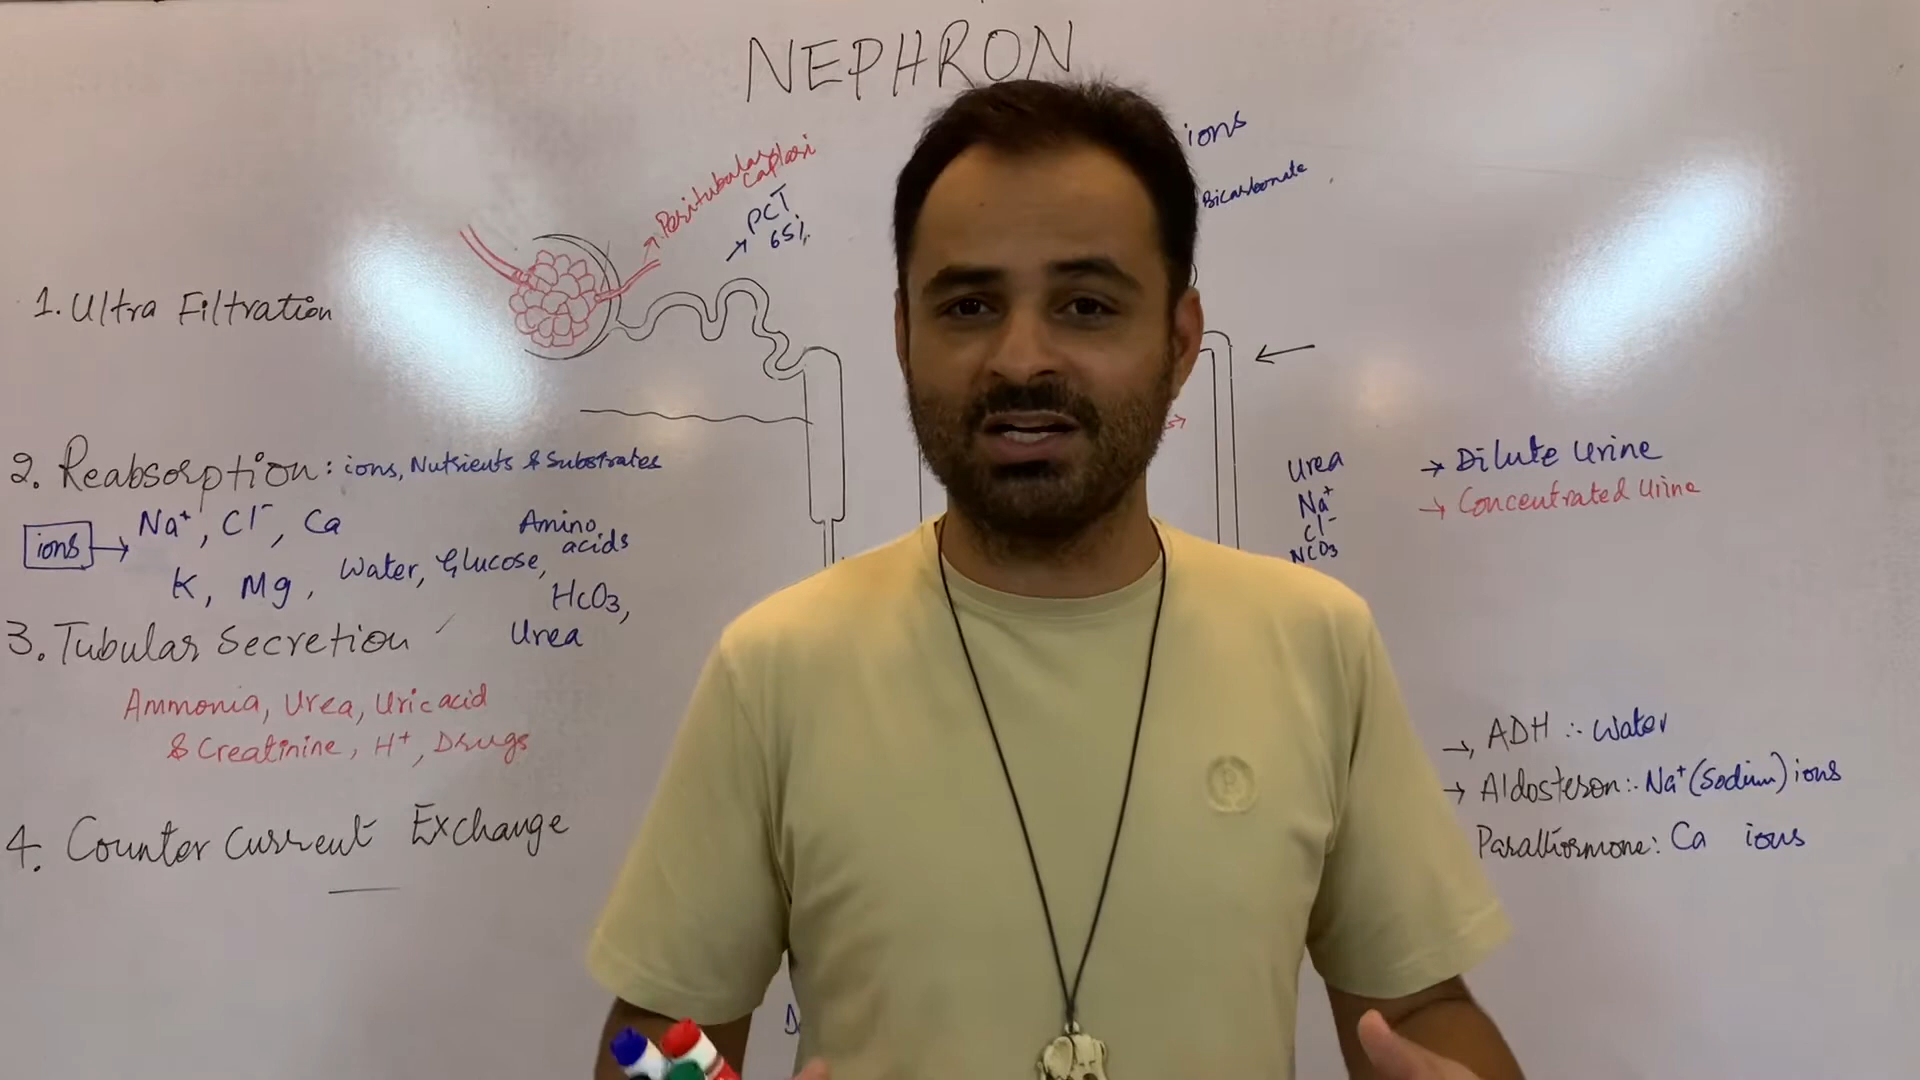 NEPHRON
ions
Bicarbonate
Peritubular
PCT
65%
1. Ultra Filtration
2. Reabsorption: ions, Nutrients & Substrates
ions → Na⁺, Cl⁻, Ca
K, Mg, Water, Glucose, Amino acids
HCO3,
Urea
3. Tubular Secretion
Ammonia, Urea, Uric acid
& Creatinine, H⁺, Drugs
4. Counter Current Exchange
Urea
Na⁺
Cl⁻
NCO3
→ Dilute Urine
→ Concentrated Urine
→ ADH ∴ Water
→ Aldosteron:- Na⁺ (Sodium) ions
Parathormone: Ca ions